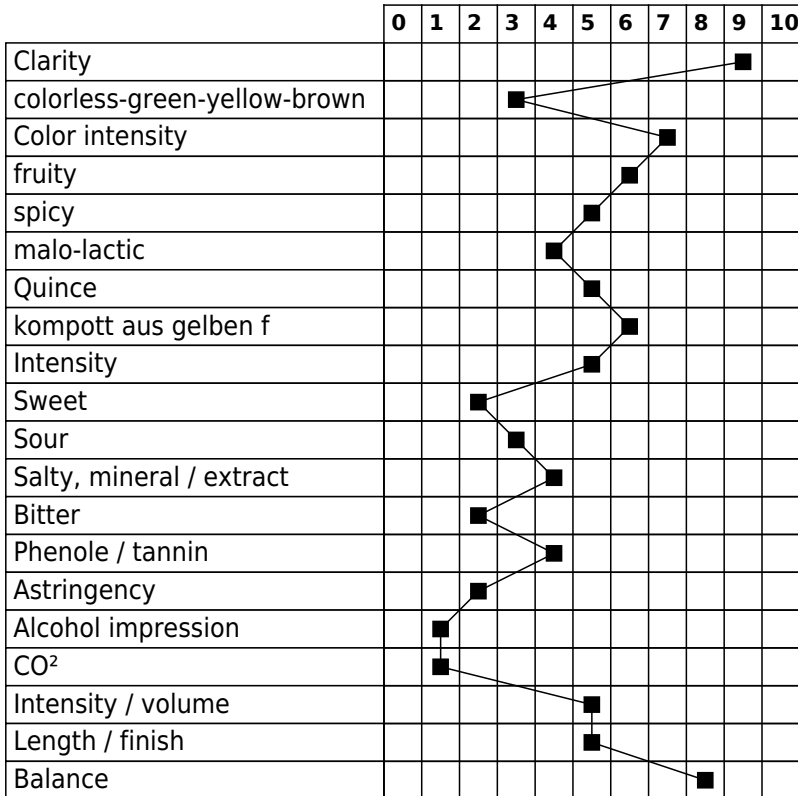 0 1 2 3 4 5 6 7 8 9 10
Clarity
colorless-green-yellow-brown
Color intensity
fruity
spicy
malo-lactic
Quince
kompott aus gelben f
Intensity
Sweet
Sour
Salty, mineral / extract
Bitter
Phenole / tannin
Astringency
Alcohol impression
CO²
Intensity / volume
Length / finish
Balance